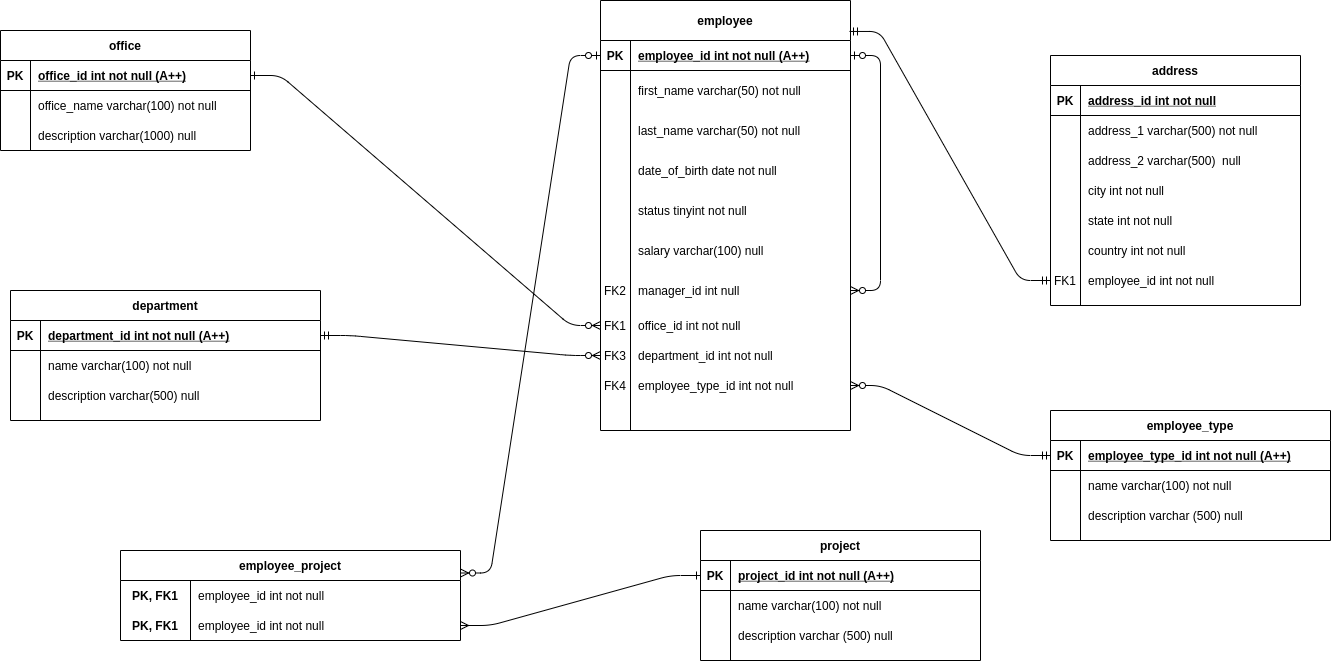 office
PK office_id int not null (A++)
office_name varchar(100) not null
description varchar(1000) null
department
PK department_id int not null (A++)
name varchar(100) not null
description varchar(500) not null
employee
PK employee_id int not null (A++)
first_name varchar(50) not null
last_name varchar(50) not null
date_of_birth date not null
status tinyint not null
salary varchar(100) null
FK2 manager_id int null
FK1 office_id int not null
FK3 department_id int not null
FK4 employee_type_id int not null
address
PK address_id int not null
address_1 varchar(500) not null
address_2 varchar(500)  null
city int not null
state int not null
country int not null
FK1 employee_id int not null
employee_type
PK employee_type_id int not null (A++)
name varchar(100) not null
description varchar (500) null
employee_project
PK, FK1 employee_id int not null
PK, FK1 employee_id int not null
project
PK project_id int not null (A++)
name varchar(100) not null
description varchar (500) null